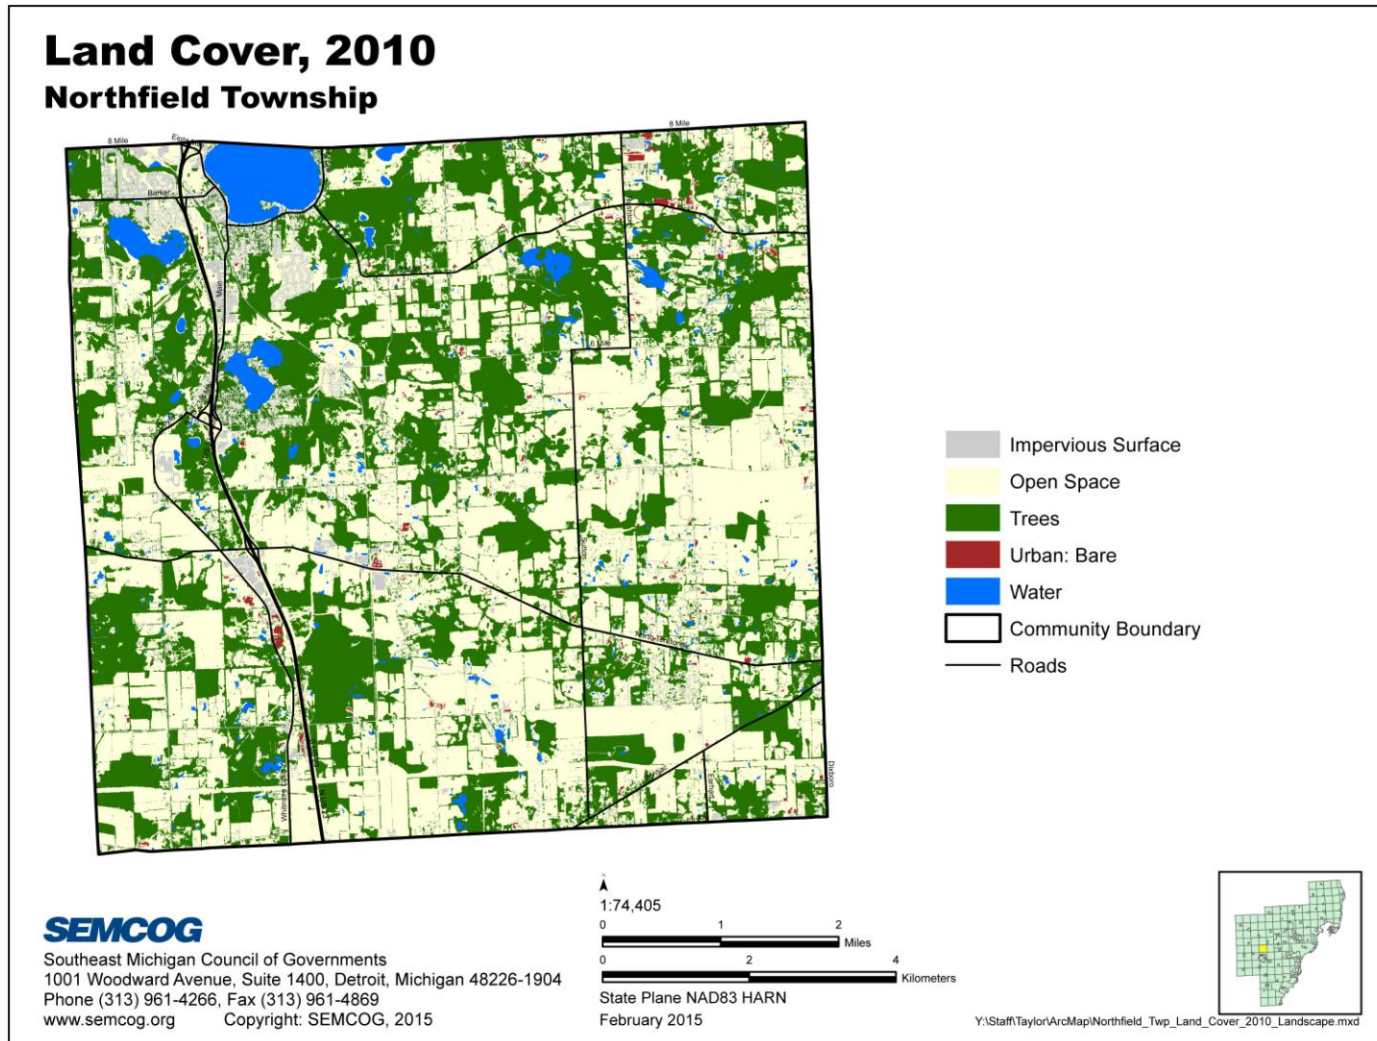 Land Cover, 2010
Northfield Township
8 Mile
8 Mile
Barker
Main
6 Mile
Sutton
North Territorial
Earhart
Dixboro
Impervious Surface
Open Space
Trees
Urban: Bare
Water
Community Boundary
Roads
SEMCOG
Southeast Michigan Council of Governments
1001 Woodward Avenue, Suite 1400, Detroit, Michigan 48226-1904
Phone (313) 961-4266, Fax (313) 961-4869
www.semcog.org Copyright: SEMCOG, 2015
1:74,405
0 1 2
Miles
0 2 4
Kilometers
State Plane NAD83 HARN
February 2015
Y:\Staff\Taylor\ArcMap\Northfield_Twp_Land_Cover_2010_Landscape.mxd